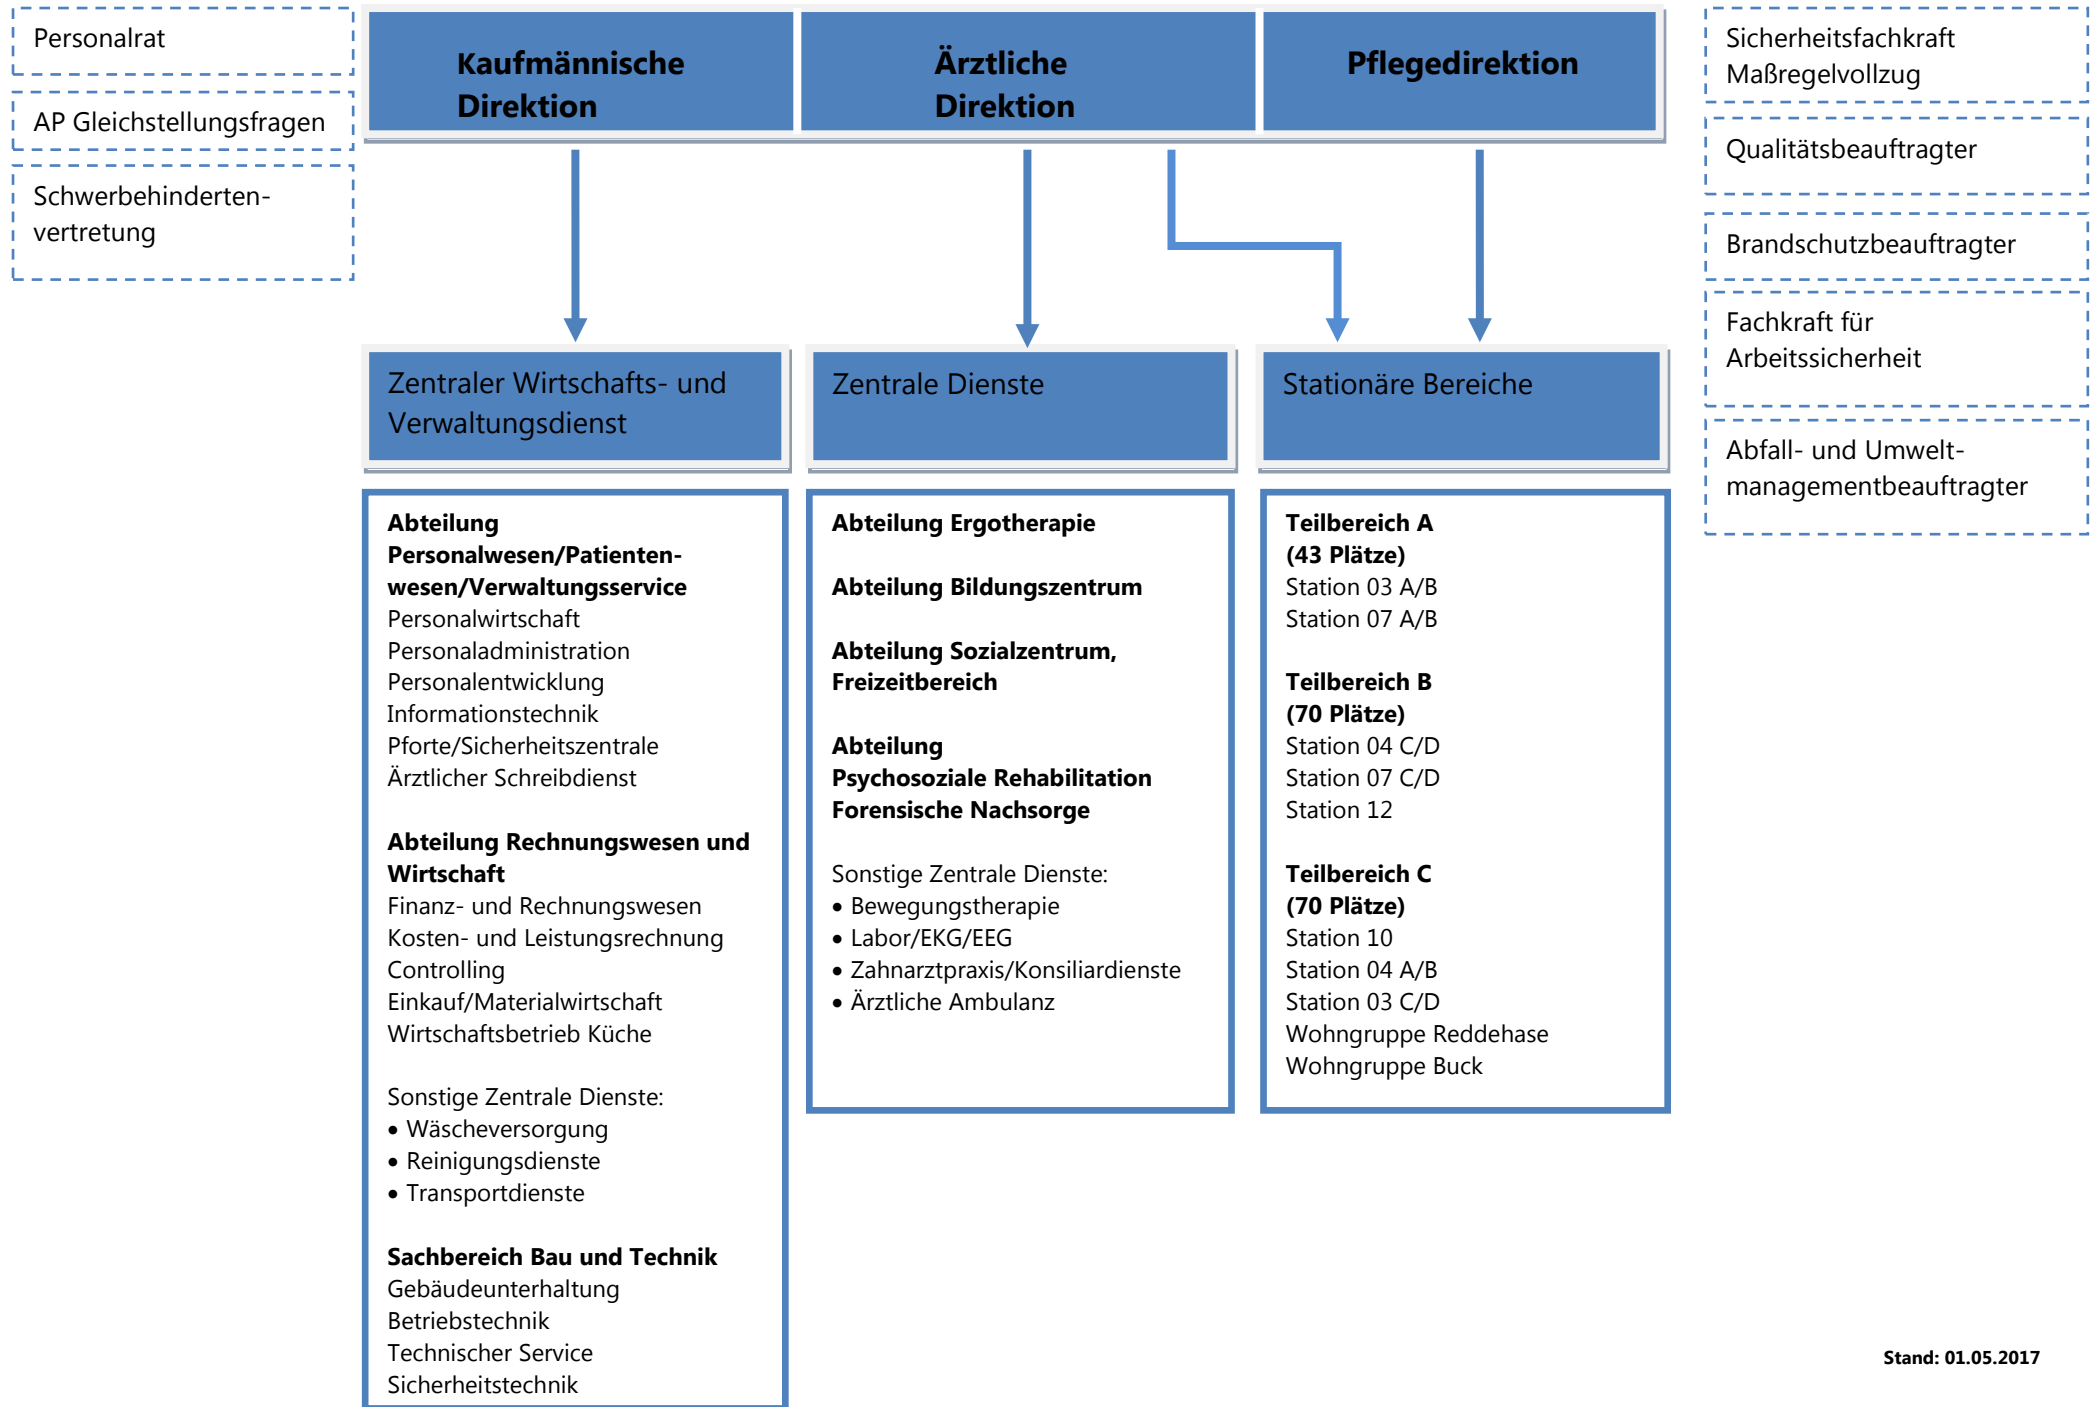 Personalrat
AP Gleichstellungsfragen
Schwerbehinderten-
vertretung
Kaufmännische
Direktion
Ärztliche
Direktion
Pflegedirektion
Sicherheitsfachkraft
Maßregelvollzug
Qualitätsbeauftragter
Brandschutzbeauftragter
Fachkraft für
Arbeitssicherheit
Abfall- und Umwelt-
managementbeauftragter
Zentraler Wirtschafts- und
Verwaltungsdienst
Abteilung
Personalwesen/Patienten-
wesen/Verwaltungsservice
Personalwirtschaft
Personaladministration
Personalentwicklung
Informationstechnik
Pforte/Sicherheitszentrale
Ärztlicher Schreibdienst
Abteilung Rechnungswesen und
Wirtschaft
Finanz- und Rechnungswesen
Kosten- und Leistungsrechnung
Controlling
Einkauf/Materialwirtschaft
Wirtschaftsbetrieb Küche
Sonstige Zentrale Dienste:
• Wäscheversorgung
• Reinigungsdienste
• Transportdienste
Sachbereich Bau und Technik
Gebäudeunterhaltung
Betriebstechnik
Technischer Service
Sicherheitstechnik
Zentrale Dienste
Abteilung Ergotherapie
Abteilung Bildungszentrum
Abteilung Sozialzentrum,
Freizeitbereich
Abteilung
Psychosoziale Rehabilitation
Forensische Nachsorge
Sonstige Zentrale Dienste:
• Bewegungstherapie
• Labor/EKG/EEG
• Zahnarztpraxis/Konsiliardienste
• Ärztliche Ambulanz
Stationäre Bereiche
Teilbereich A
(43 Plätze)
Station 03 A/B
Station 07 A/B
Teilbereich B
(70 Plätze)
Station 04 C/D
Station 07 C/D
Station 12
Teilbereich C
(70 Plätze)
Station 10
Station 04 A/B
Station 03 C/D
Wohngruppe Reddehase
Wohngruppe Buck
Stand: 01.05.2017